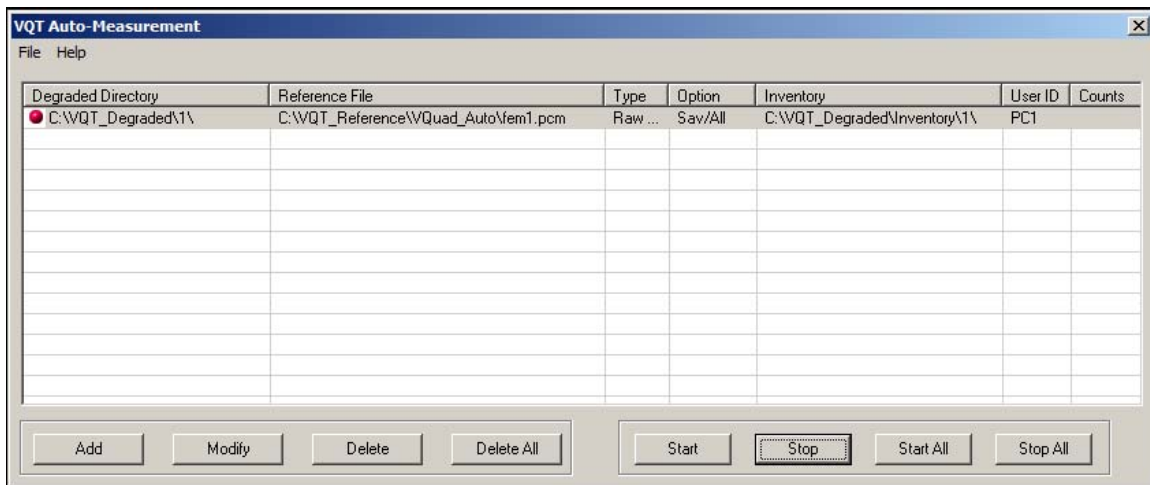 VQT Auto-Measurement
File Help
Degraded Directory Reference File Type Option Inventory User ID Counts
C:\VQT_Degraded\1\ C:\VQT_Reference\VQuad_Auto\fem1.pcm Raw ... Sav/All C:\VQT_Degraded\Inventory\1\ PC1
Add Modify Delete Delete All Start Stop Start All Stop All